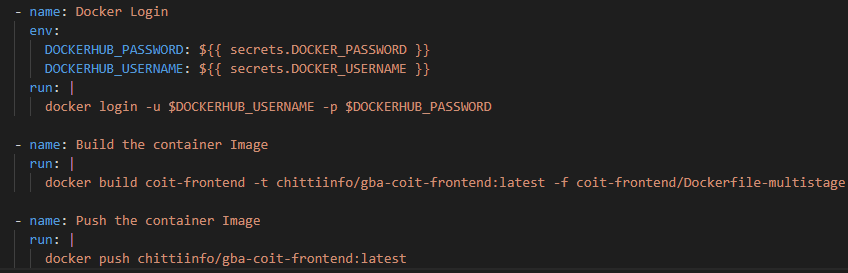 - name: Docker Login
env:
DOCKERHUB_PASSWORD: ${{ secrets.DOCKER_PASSWORD }}
DOCKERHUB_USERNAME: ${{ secrets.DOCKER_USERNAME }}
run: |
docker login -u $DOCKERHUB_USERNAME -p $DOCKERHUB_PASSWORD
- name: Build the container Image
run: |
docker build coit-frontend -t chittiinfo/gba-coit-frontend:latest -f coit-frontend/Dockerfile-multistage
- name: Push the container Image
run: |
docker push chittiinfo/gba-coit-frontend:latest